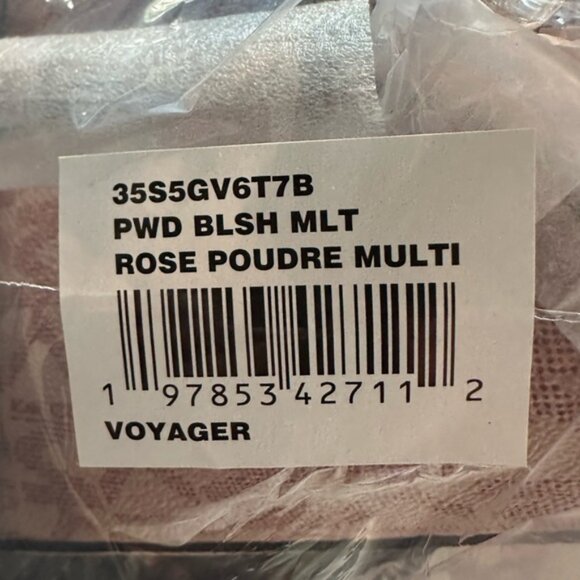 35S5GV6T7B
PWD BLSH MLT
ROSE POUDRE MULTI
1 97853 42711 2
VOYAGER